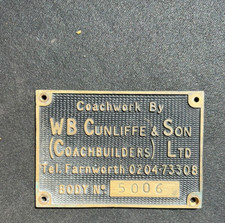 Coachwork By
WB CUNLIFFE & SON
(COACHBUILDERS) LTD
Tel. Farnworth 0204-73308
BODY No. 5006